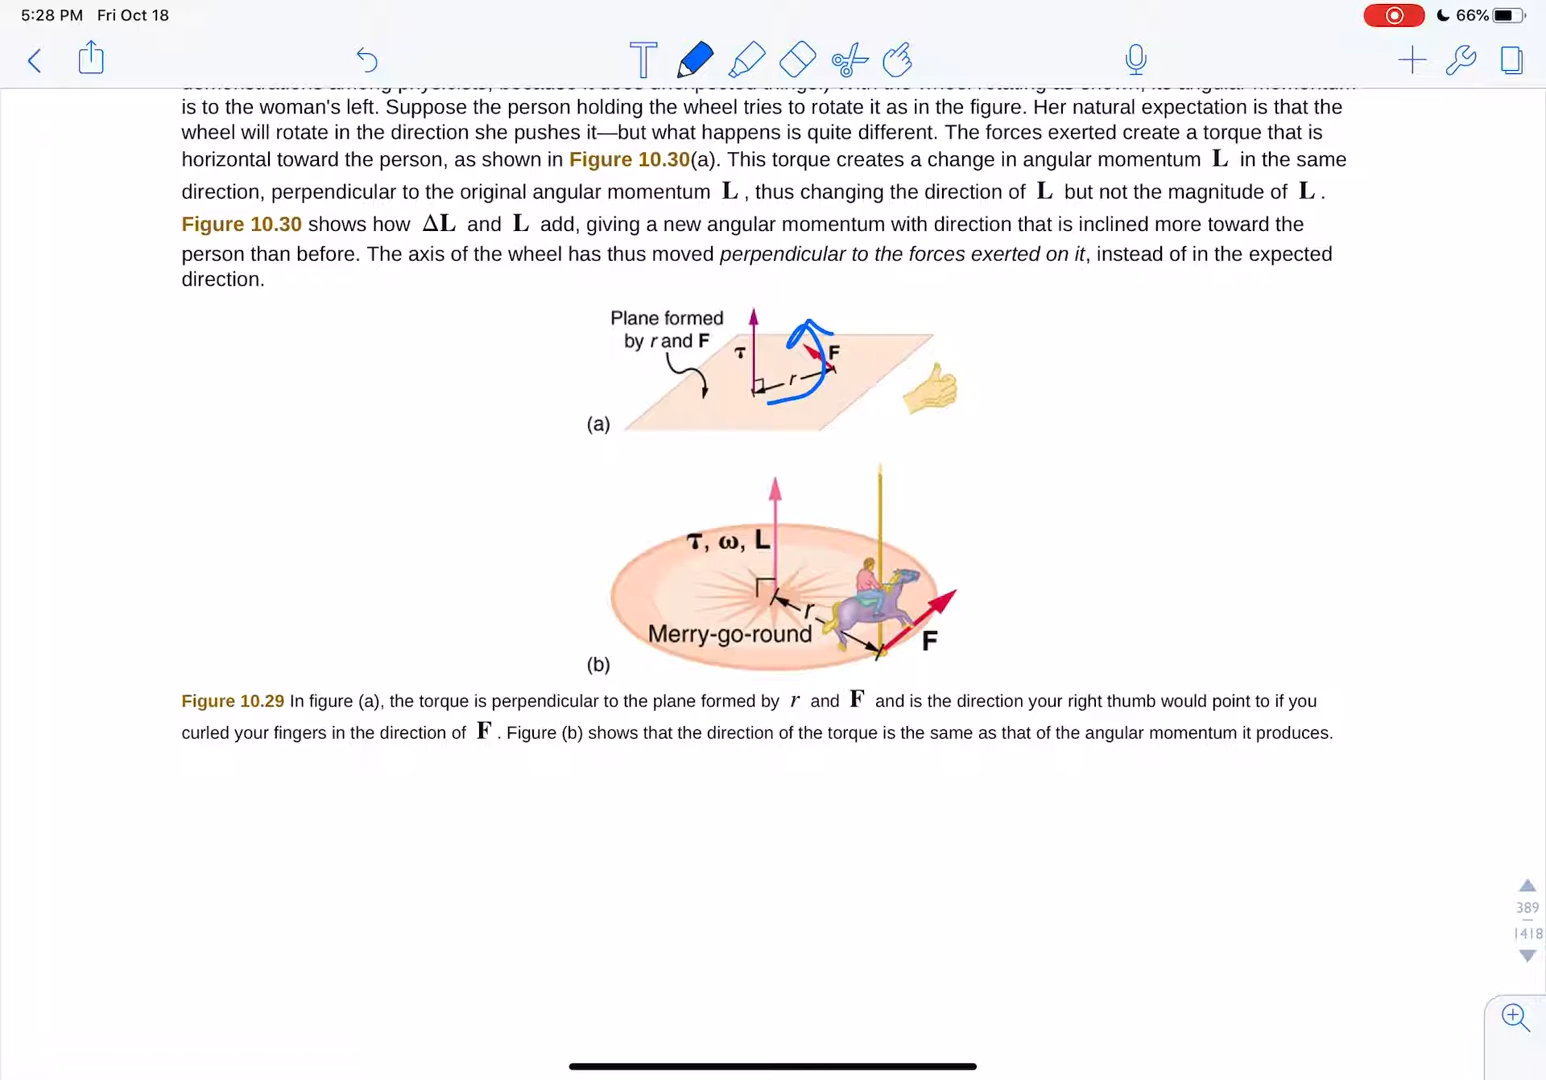 5:28 PM Fri Oct 18
66%
is to the woman's left. Suppose the person holding the wheel tries to rotate it as in the figure. Her natural expectation is that the
wheel will rotate in the direction she pushes it—but what happens is quite different. The forces exerted create a torque that is
horizontal toward the person, as shown in Figure 10.30(a). This torque creates a change in angular momentum L in the same
direction, perpendicular to the original angular momentum L , thus changing the direction of L but not the magnitude of L .
Figure 10.30 shows how ΔL and L add, giving a new angular momentum with direction that is inclined more toward the
person than before. The axis of the wheel has thus moved perpendicular to the forces exerted on it, instead of in the expected
direction.
Plane formed
by r and F
τ
F
r
(a)
τ, ω, L
r
Merry-go-round
F
(b)
Figure 10.29 In figure (a), the torque is perpendicular to the plane formed by r and F and is the direction your right thumb would point to if you
curled your fingers in the direction of F . Figure (b) shows that the direction of the torque is the same as that of the angular momentum it produces.
389
1418